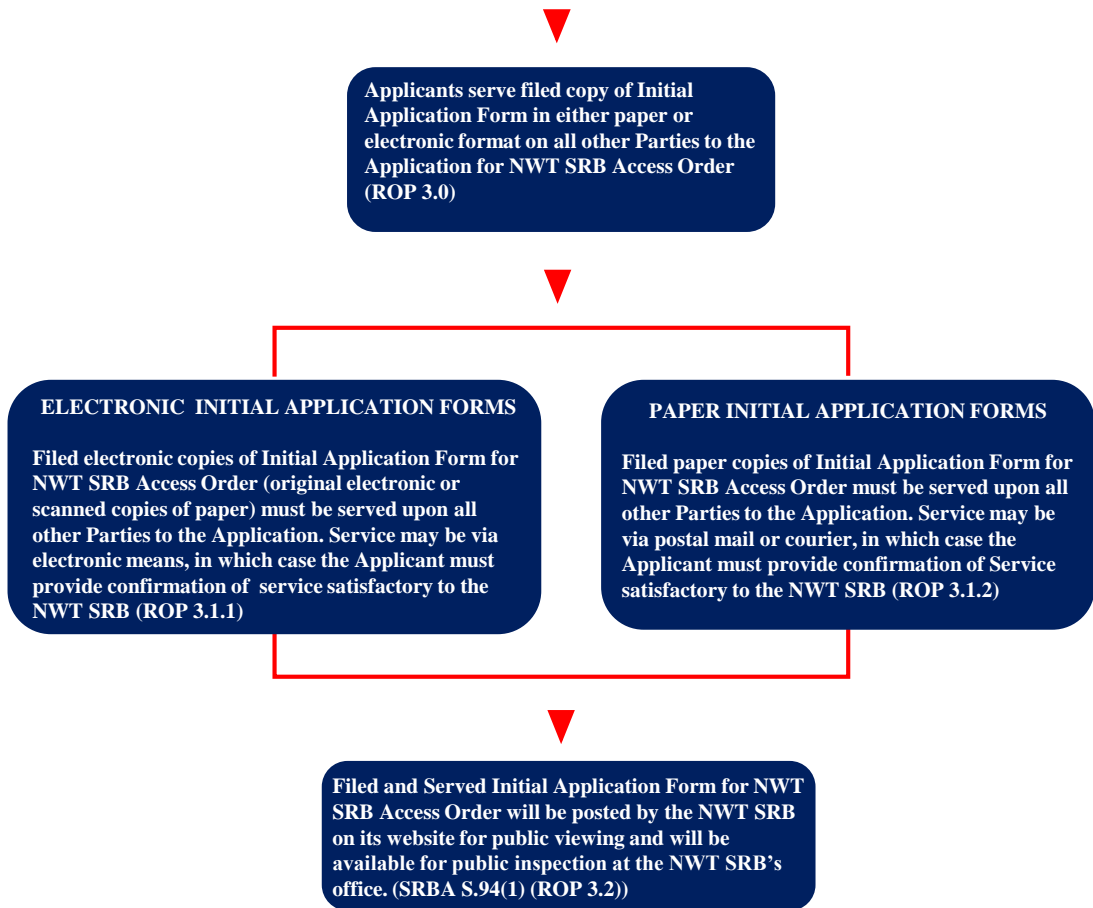 Applicants serve filed copy of Initial
Application Form in either paper or
electronic format on all other Parties to the
Application for NWT SRB Access Order
(ROP 3.0)
ELECTRONIC INITIAL APPLICATION FORMS
Filed electronic copies of Initial Application Form for
NWT SRB Access Order (original electronic or
scanned copies of paper) must be served upon all
other Parties to the Application. Service may be via
electronic means, in which case the Applicant must
provide confirmation of service satisfactory to the
NWT SRB (ROP 3.1.1)
PAPER INITIAL APPLICATION FORMS
Filed paper copies of Initial Application Form for
NWT SRB Access Order must be served upon all
other Parties to the Application. Service may be
via postal mail or courier, in which case the
Applicant must provide confirmation of Service
satisfactory to the NWT SRB (ROP 3.1.2)
Filed and Served Initial Application Form for NWT
SRB Access Order will be posted by the NWT SRB
on its website for public viewing and will be
available for public inspection at the NWT SRB’s
office. (SRBA S.94(1) (ROP 3.2))